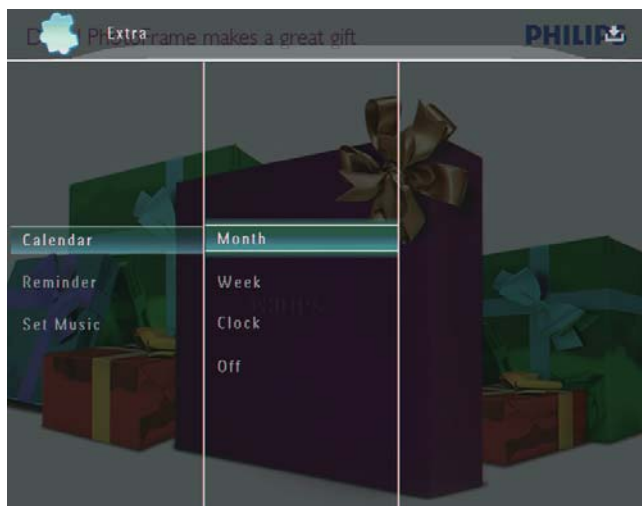 Extra
PhotoFrame makes a great gift
PHILIPS
Calendar
Month
Reminder
Week
Set Music
Clock
Off